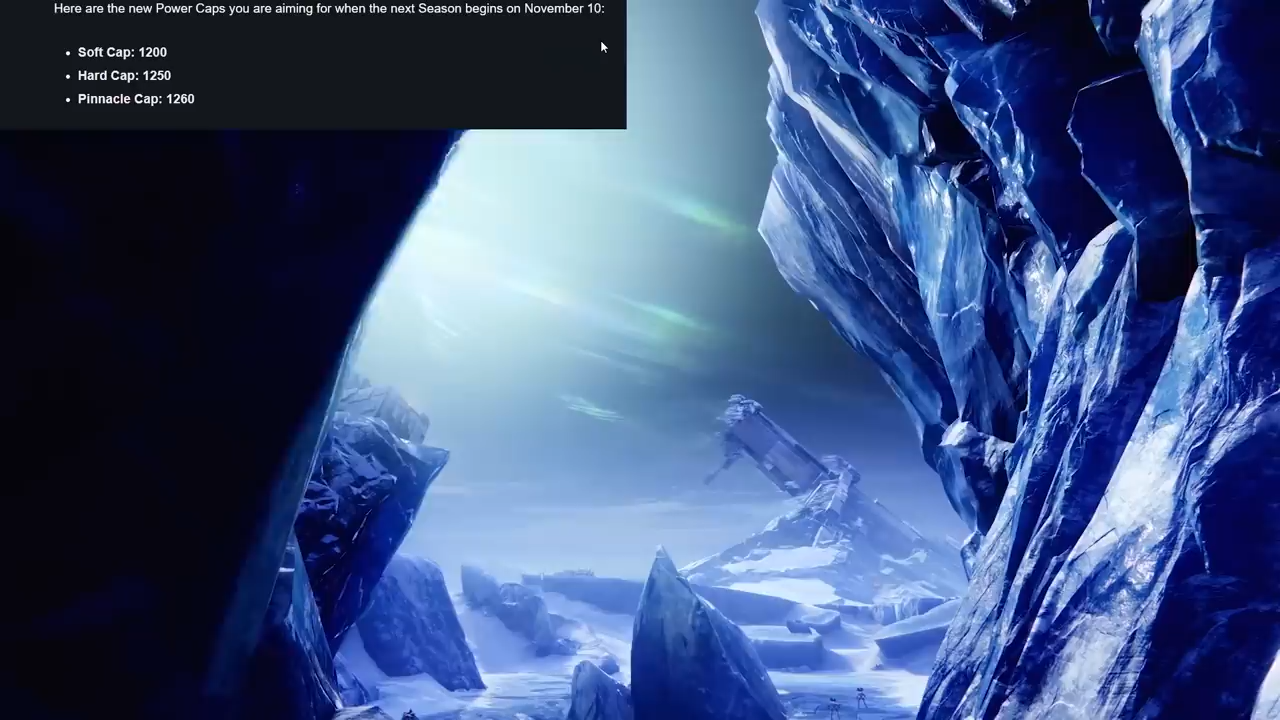 Here are the new Power Caps you are aiming for when the next Season begins on November 10:
• Soft Cap: 1200
• Hard Cap: 1250
• Pinnacle Cap: 1260